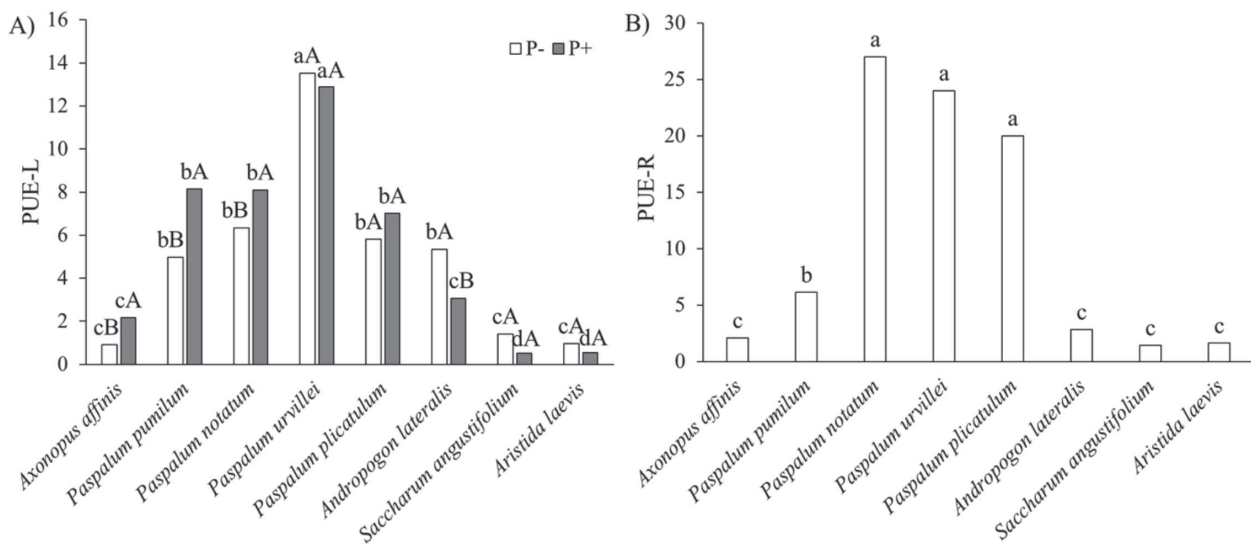 A)
PUE-L
16
14
12
10
8
6
4
2
0
P- P+
cB cA
bB bA
bB bA
aA aA
bA bA
bA cB
cA dA
cA dA
Axonopus affinis
Paspalum pumilum
Paspalum notatum
Paspalum urvillei
Paspalum plicatulum
Andropogon lateralis
Saccharum angustifolium
Aristida laevis
B)
PUE-R
30
25
20
15
10
5
0
c
b
a
a
a
c
c
c
Axonopus affinis
Paspalum pumilum
Paspalum notatum
Paspalum urvillei
Paspalum plicatulum
Andropogon lateralis
Saccharum angustifolium
Aristida laevis